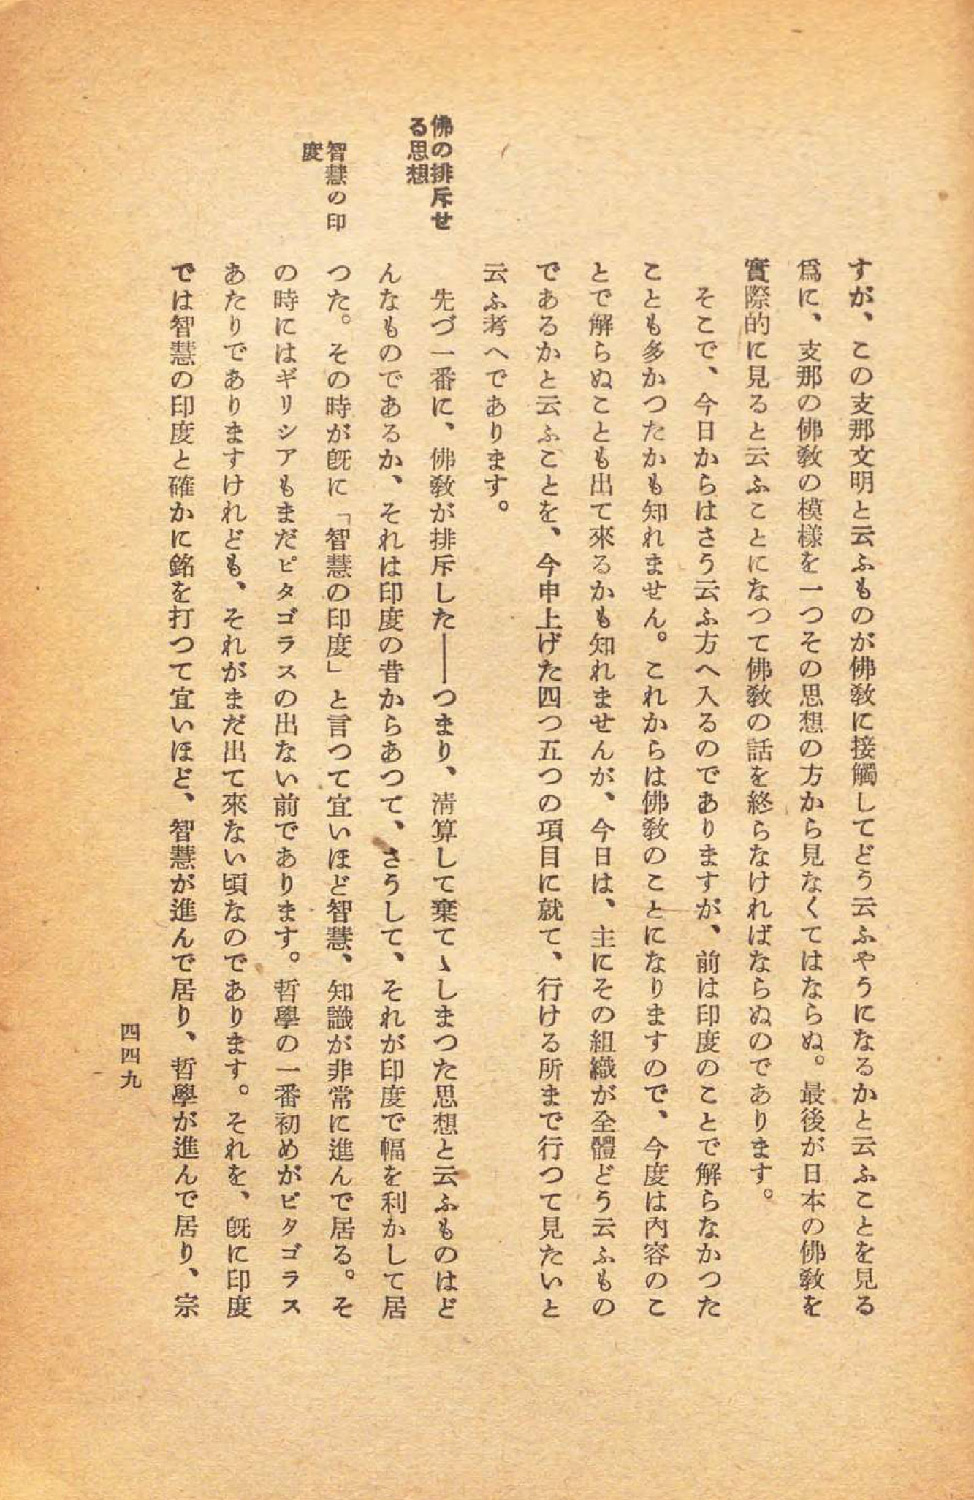 すが、この支那文明と云ふものが佛敎に接觸してどう云ふやうになるかと云ふことを見る
爲に、支那の佛敎の模樣を一つその思想の方から見なくてはならぬ。最後が日本の佛敎を
實際的に見ると云ふことになつて佛敎の話を終らなければならぬのであります。
そこで、今日からはさう云ふ方へ入るのでありますが、前は印度のことで解らなかつた
ことも多かつたかも知れません。これからは佛敎のことになりますので、今度は內容のこ
とで解らぬことも出て來るかも知れませんが、今日は、主にその組織が全體どう云ふもの
であるかと云ふことを、今申上げた四つ五つの項目に就て、行ける所まで行つて見たいと
云ふ考へであります。
佛の排斥せ
る思想
先づ一番に、佛敎が排斥した――つまり、淸算して棄てゝしまつた思想と云ふものはど
んなものであるか、それは印度の昔からあつて、さうして、それが印度で幅を利かして居
智慧の印
度
つた。その時が旣に「智慧の印度」と言つて宜いほど智慧、知識が非常に進んで居る。そ
の時にはギリシアもまだピタゴラスの出ない前であります。哲學の一番初めがピタゴラス
あたりでありますけれども、それがまだ出て來ない頃なのであります。それを、旣に印度
では智慧の印度と確かに銘を打つて宜いほど、智慧が進んで居り、哲學が進んで居り、宗
四四九